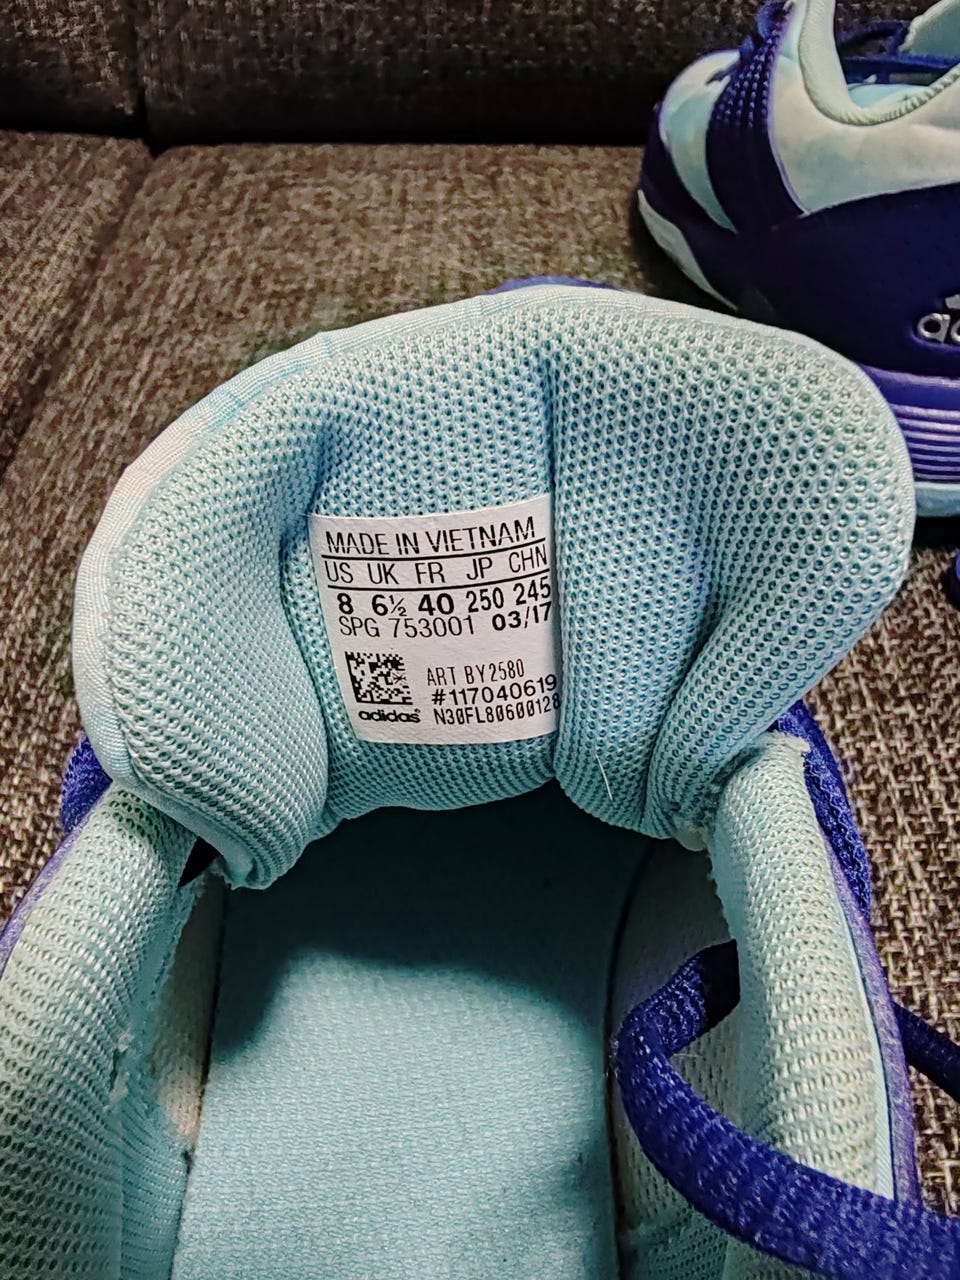 MADE IN VIETNAM
US UK FR JP CHN
8 6½ 40 250 245
SPG 753001 03/17
ART BY2580
#117040619
adidas N30FL80600128